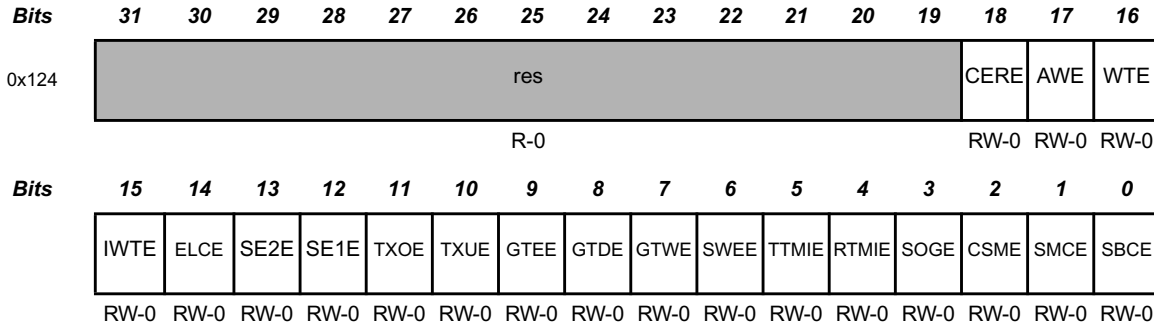 Bits 31 30 29 28 27 26 25 24 23 22 21 20 19 18 17 16
0x124 res CERE AWE WTE
R-0 RW-0 RW-0 RW-0
Bits 15 14 13 12 11 10 9 8 7 6 5 4 3 2 1 0
IWTE ELCE SE2E SE1E TXOE TXUE GTEE GTDE GTWE SWEE TTMIE RTMIE SOGE CSME SMCE SBCE
RW-0 RW-0 RW-0 RW-0 RW-0 RW-0 RW-0 RW-0 RW-0 RW-0 RW-0 RW-0 RW-0 RW-0 RW-0 RW-0